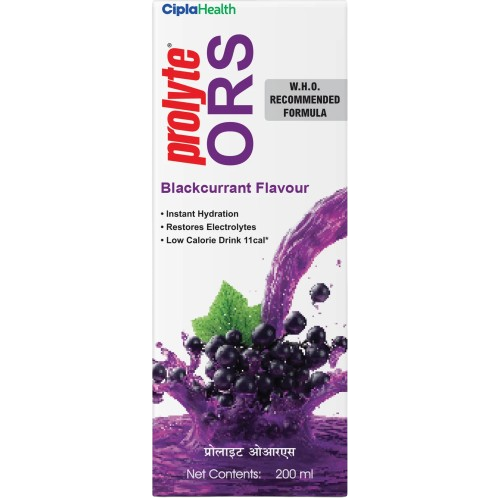 CiplaHealth
prolyte®
ORS
W.H.O.
RECOMMENDED
FORMULA
Blackcurrant Flavour
• Instant Hydration
• Restores Electrolytes
• Low Calorie Drink 11cal*
प्रोलाइट ओआरएस
Net Contents: 200 ml